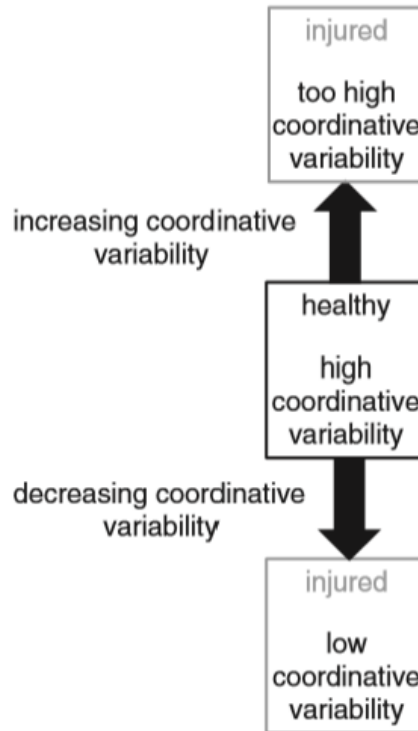 injured
too high
coordinative
variability
increasing coordinative
variability
healthy
high
coordinative
variability
decreasing coordinative
variability
injured
low
coordinative
variability